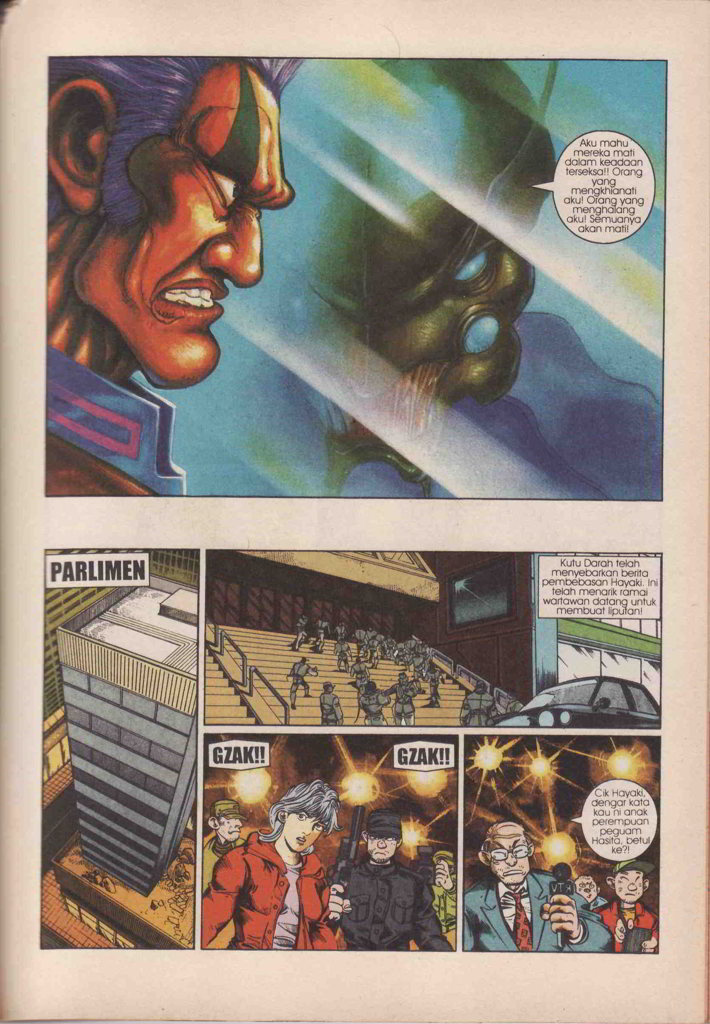 Aku mahu
mereka mati
dalam keadaan
terseksa!! Orang
yang
mengkhianati
aku! Orang yang
menghalang
aku! Semuanya
akan mati!
PARLIMEN
Kutu Darah telah
menyebarkan berita
pembebasan Hayaki. Ini
telah menarik ramai
wartawan datang untuk
membuat liputan!
GZAK!!
GZAK!!
Cik Hayaki,
dengar kata
kau ni anak
perempuan
peguam
Hasita, betul
ke?!
VTX